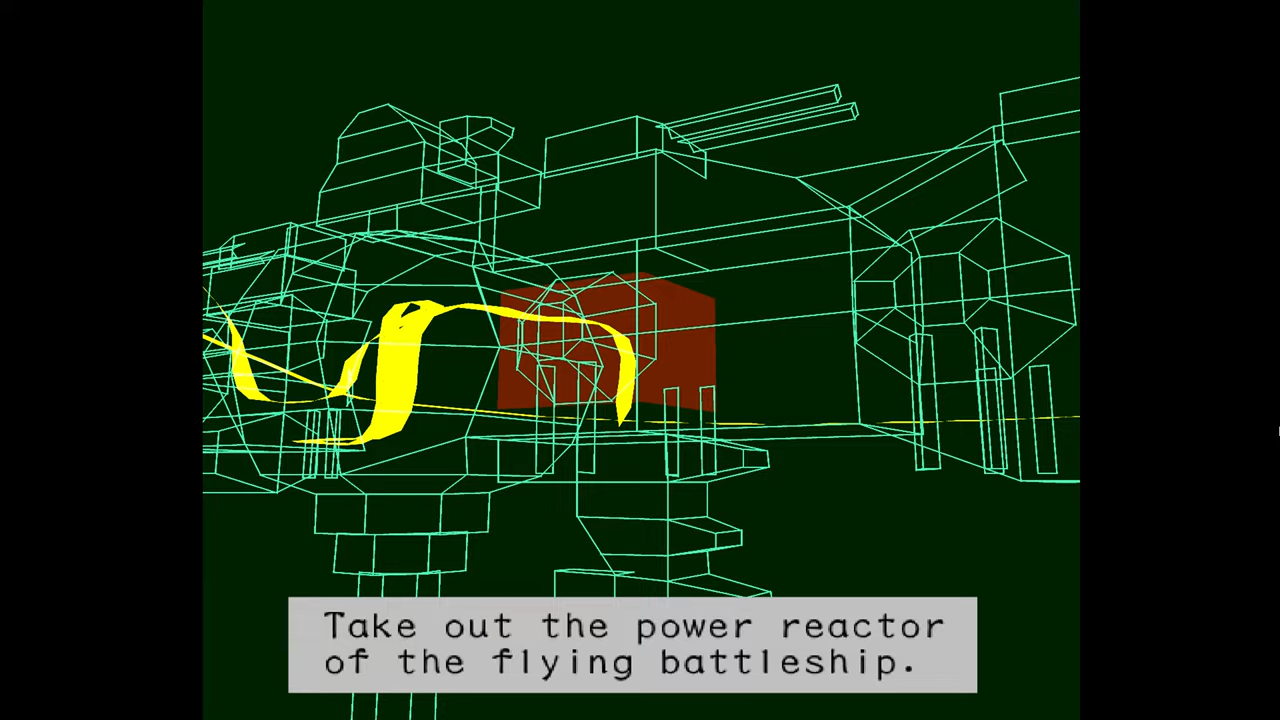 Take out the power reactor
of the flying battleship.